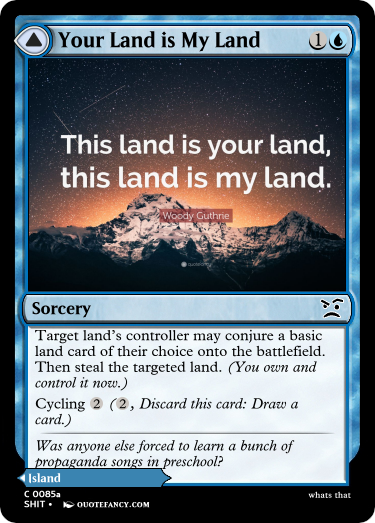 Your Land is My Land 1
This land is your land,
this land is my land.
Woody Guthrie
Sorcery
Target land's controller may conjure a basic
land card of their choice onto the battlefield.
Then steal the targeted land. (You own and
control it now.)
Cycling 2 (2, Discard this card: Draw a
card.)
Was anyone else forced to learn a bunch of
propaganda songs in preschool?
Island
C 0085a
SHIT • QUOTEFANCY.COM
whats that